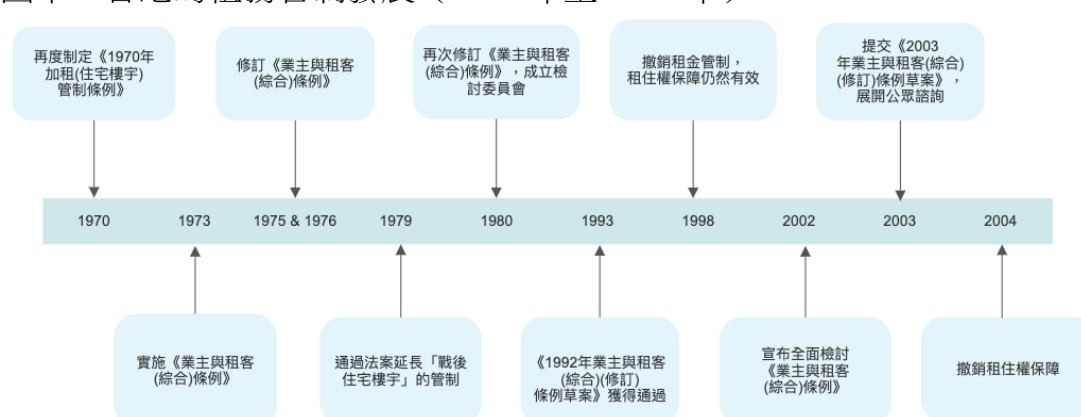 再度制定《1970年
加租(住宅樓宇)
管制條例》
修訂《業主與租客
(綜合)條例》
再次修訂《業主與租客
(綜合)條例》，成立檢
討委員會
撤銷租金管制，
租住權保障仍然有效
提交《2003
年業主與租客(綜合)
(修訂)條例草案》，
展開公眾諮詢
1970
1973
1975 & 1976
1979
1980
1993
1998
2002
2003
2004
實施《業主與租客
(綜合)條例》
通過法案延長「戰後
住宅樓宇」的管制
《1992年業主與租客
(綜合)(修訂)
條例草案》獲得通過
宣布全面檢討
《業主與租客
(綜合)條例》
撤銷租住權保障